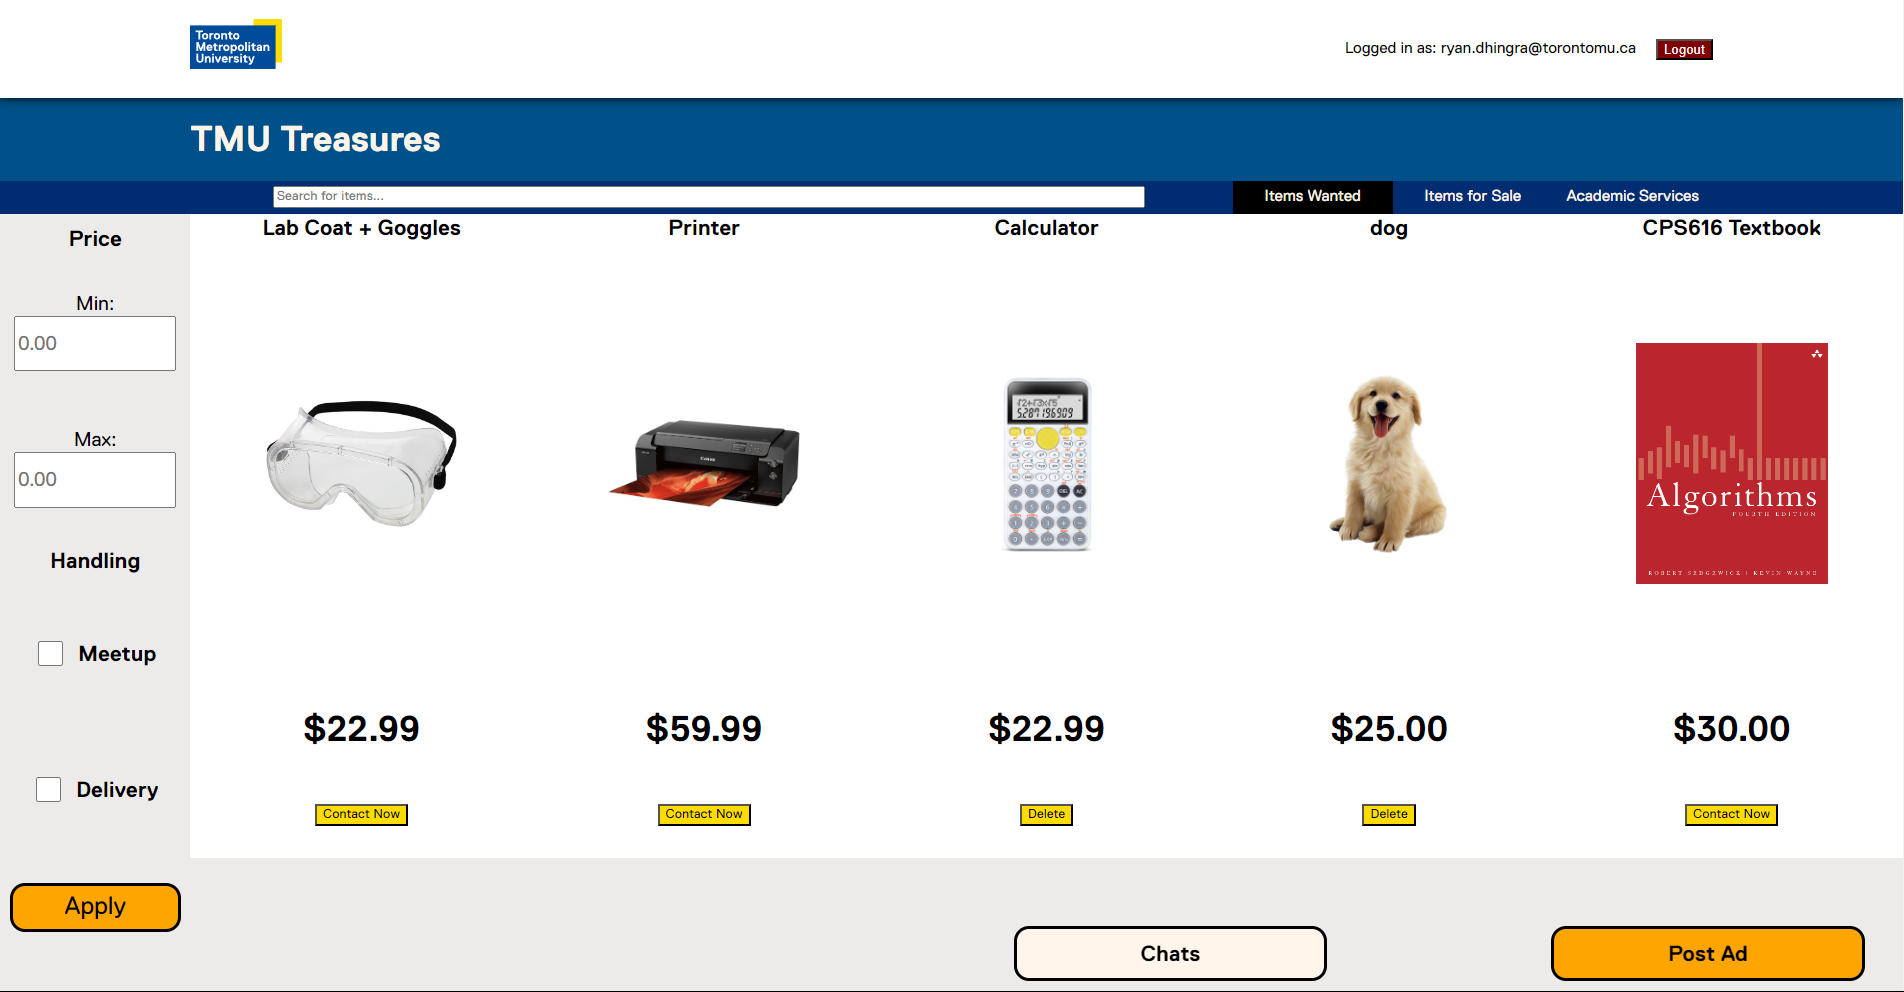 Toronto
Metropolitan
University
Logged in as: ryan.dhingra@torontomu.ca
Logout
TMU Treasures
Search for items...
Items Wanted
Items for Sale
Academic Services
Price
Min:
0.00
Max:
0.00
Handling
Meetup
Delivery
Apply
Lab Coat + Goggles
$22.99
Contact Now
Printer
Canon
$59.99
Contact Now
Calculator
$22.99
Delete
dog
$25.00
Delete
CPS616 Textbook
Algorithms
FOURTH EDITION
ROBERT SEDGEWICK | KEVIN WAYNE
$30.00
Contact Now
Chats
Post Ad